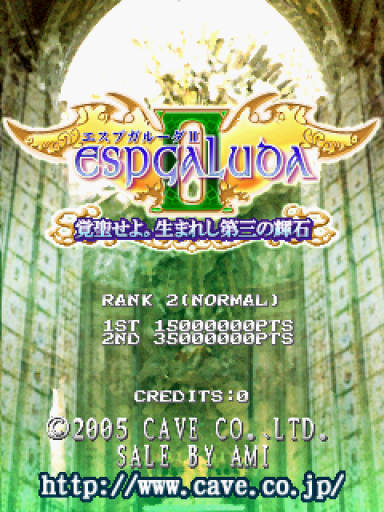 エスプガルーダII
ESPGALUDA
II
覚聖せよ。生まれし第三の輝石
RANK 2(NORMAL)
1ST 15000000PTS
2ND 35000000PTS
CREDITS:0
©2005 CAVE CO.,LTD.
SALE BY AMI
http://www.cave.co.jp/